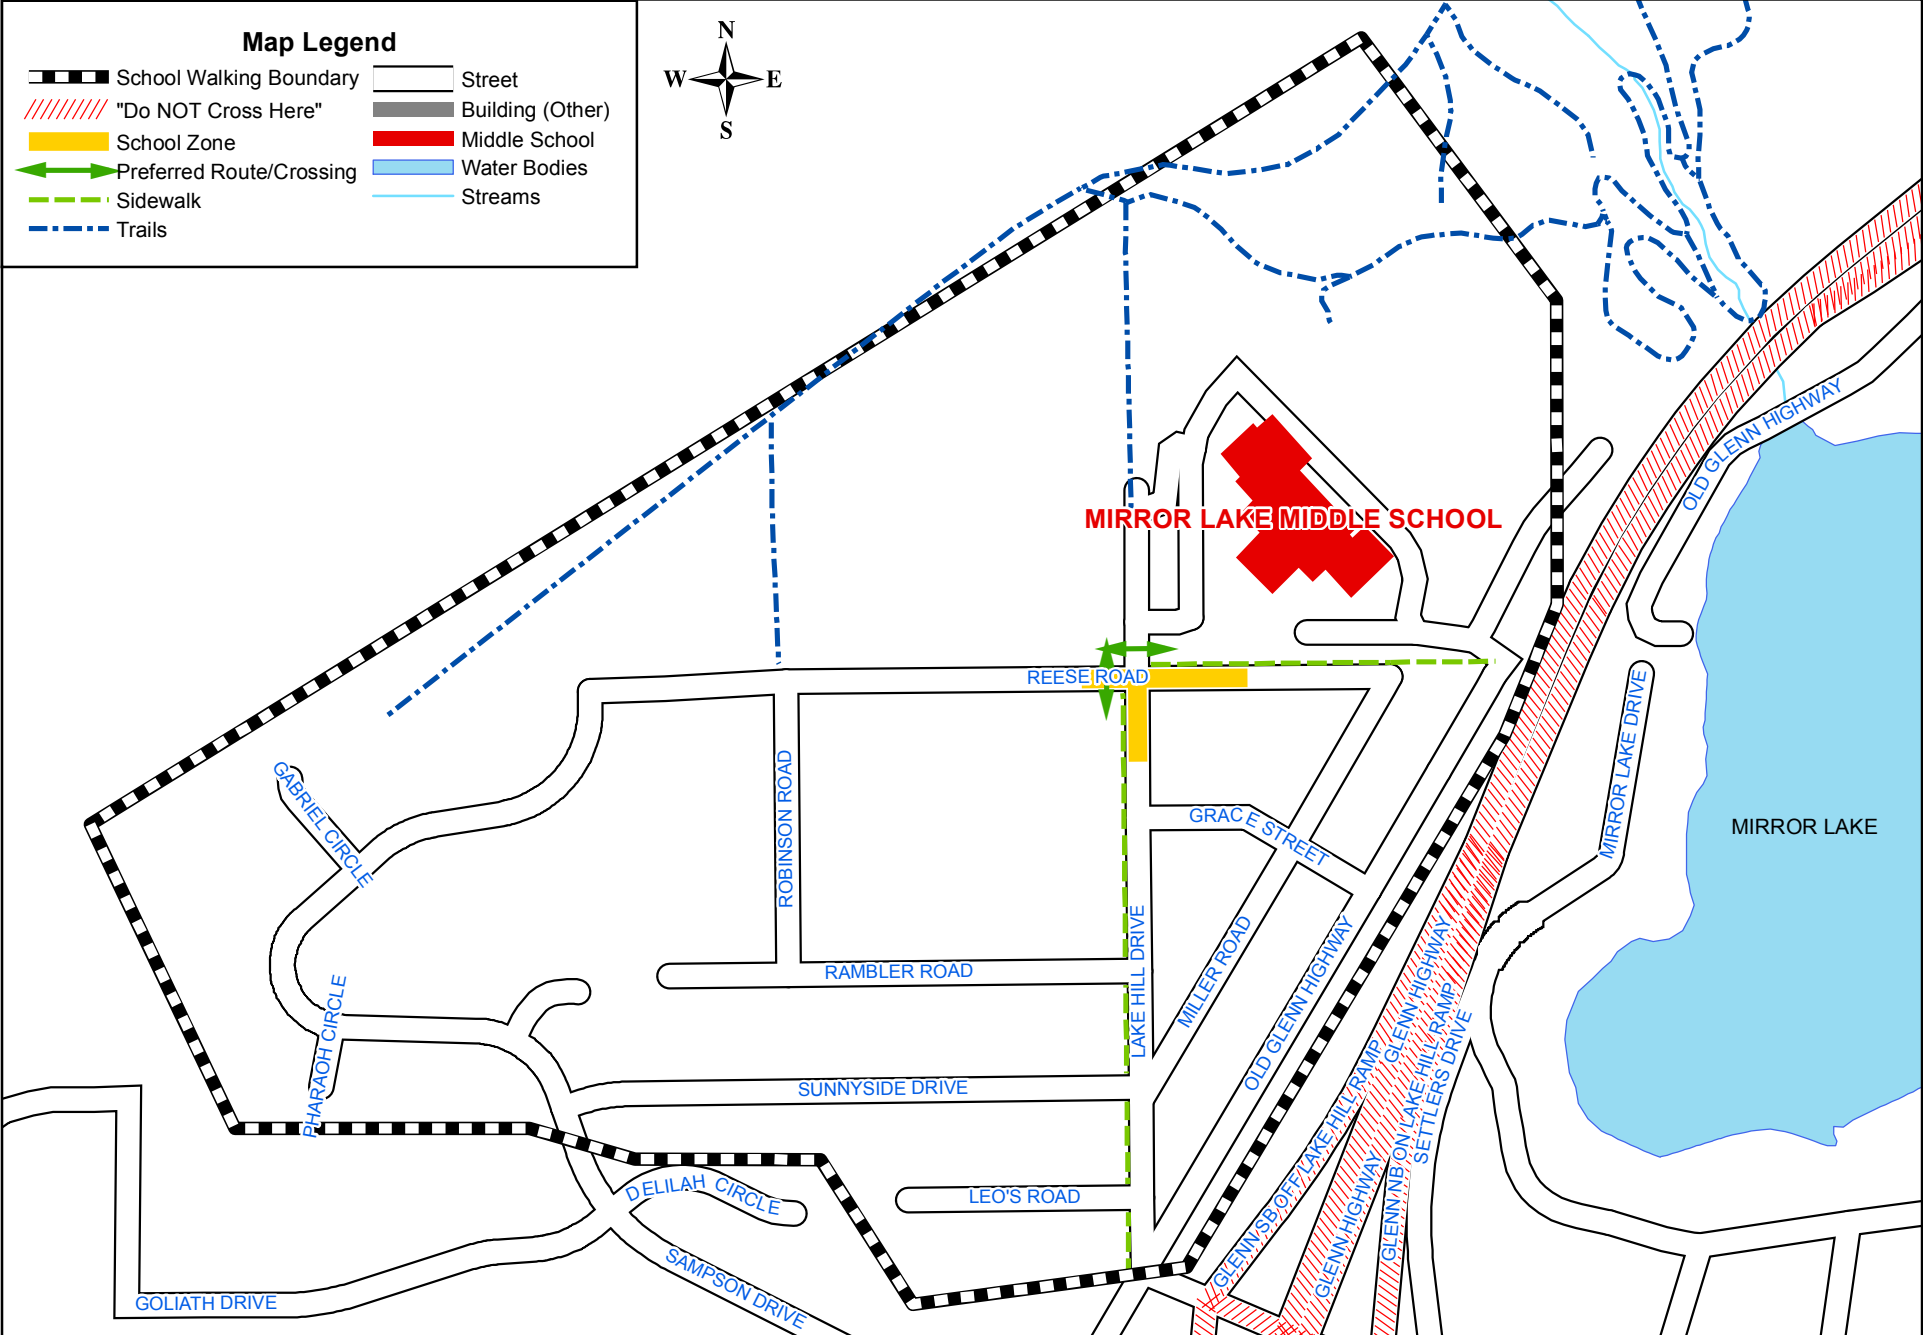 Map Legend
School Walking Boundary
"Do NOT Cross Here"
School Zone
Preferred Route/Crossing
Sidewalk
Trails
Street
Building (Other)
Middle School
Water Bodies
Streams
N
W E
S
OLD GLENN HIGHWAY
MIRROR LAKE MIDDLE SCHOOL
REESE ROAD
GABRIEL CIRCLE
ROBINSON ROAD
GRACE STREET
MIRROR LAKE DRIVE
MIRROR LAKE
RAMBLER ROAD
LAKE HILL DRIVE
MILLER ROAD
OLD GLENN HIGHWAY
GLENN HIGHWAY
PHARAOH CIRCLE
SUNNYSIDE DRIVE
GLENN SB OFF LAKE HILL RAMP
GLENN HIGHWAY
GLENN NB ON LAKE HILL RAMP
SETTLERS DRIVE
DELILAH CIRCLE
LEO'S ROAD
SAMPSON DRIVE
GOLIATH DRIVE